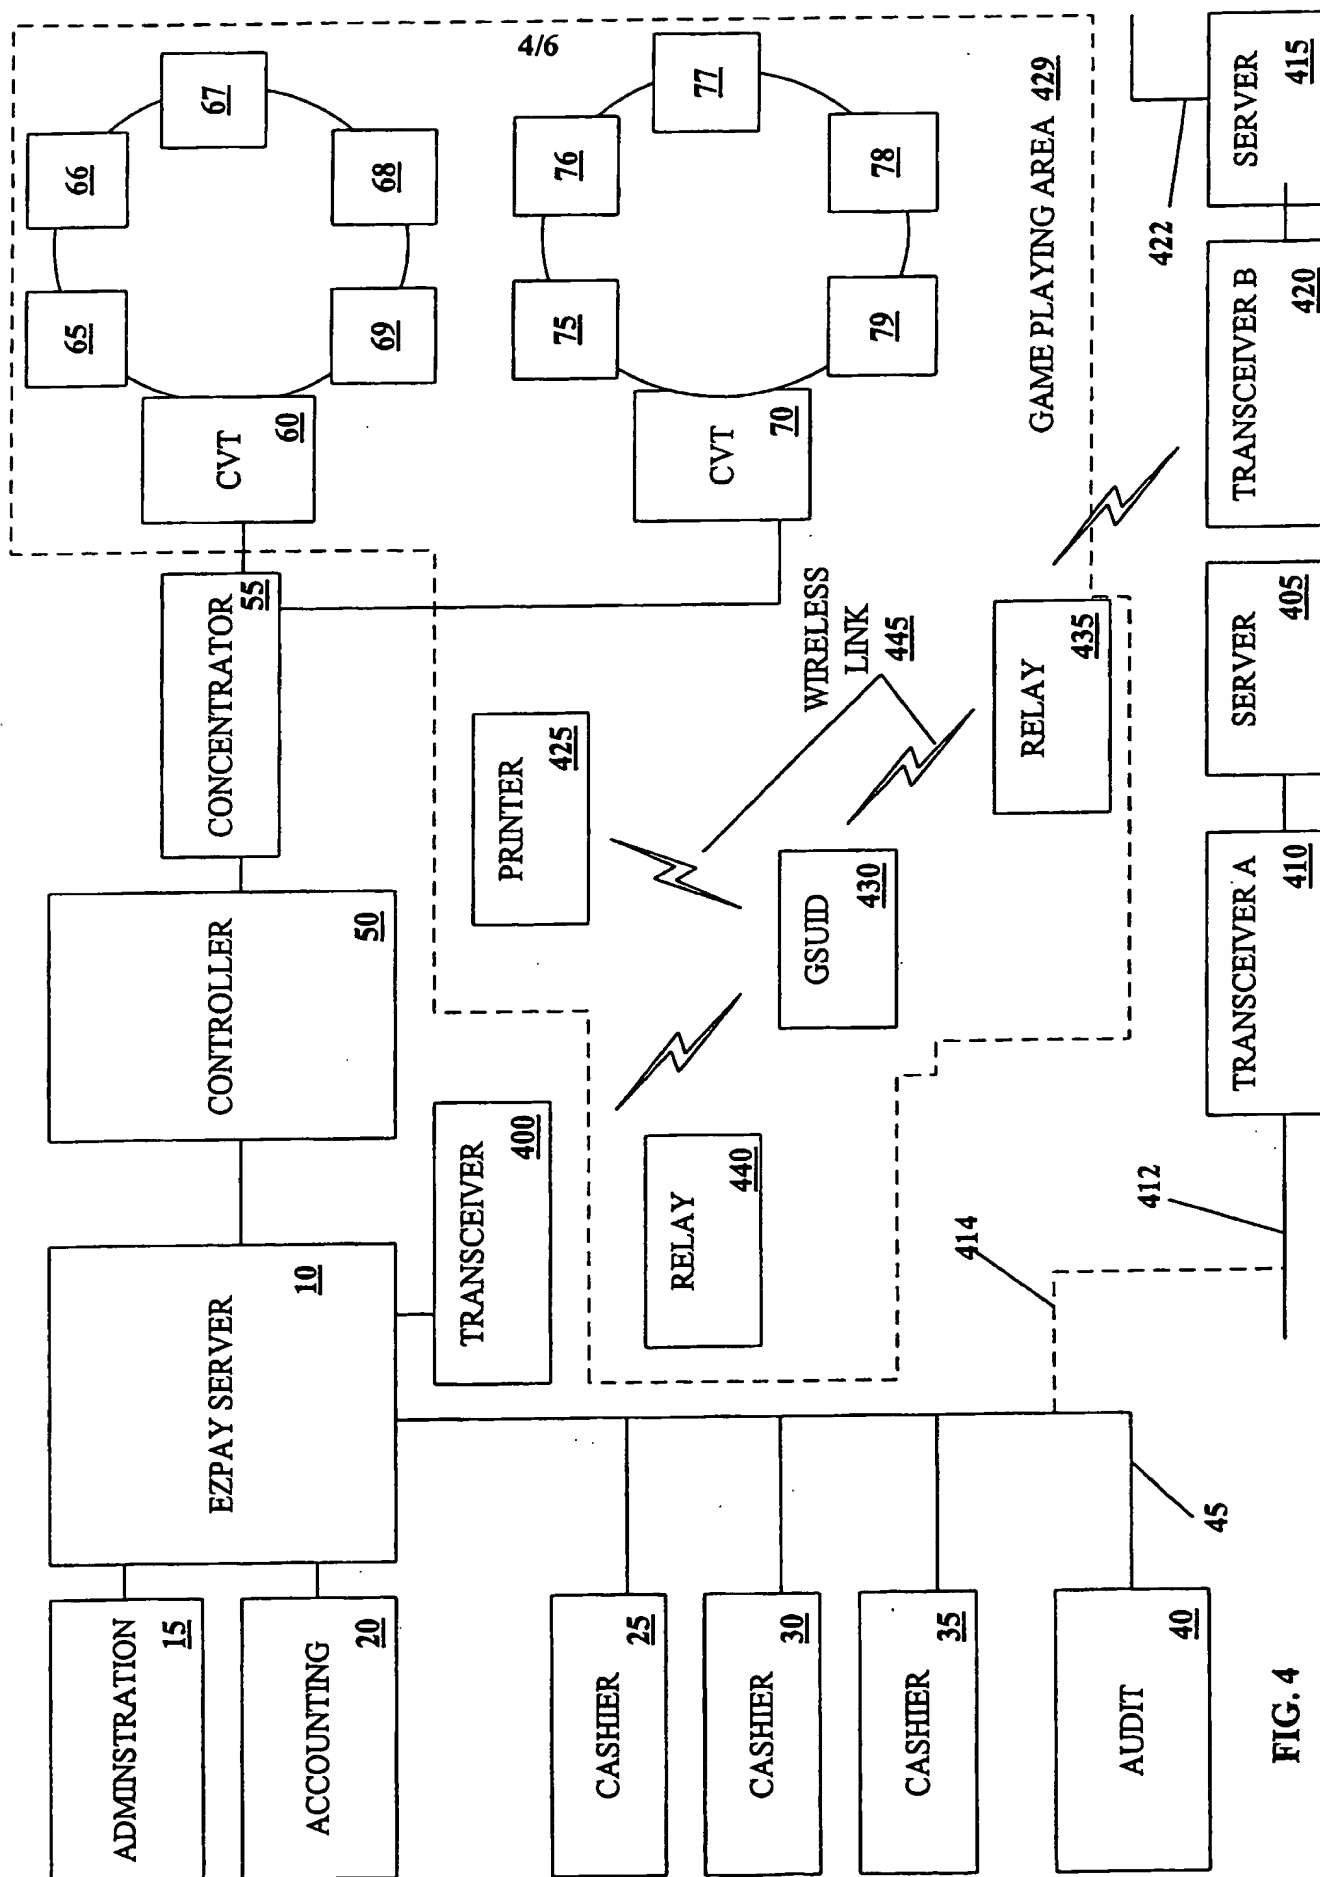 4/6
ADMINSTRATION
15
ACCOUNTING
20
EZPAY SERVER
10
CONTROLLER
50
CONCENTRATOR
55
CVT
60
65
66
67
68
69
CVT
70
75
76
77
78
79
CASHIER
25
CASHIER
30
CASHIER
35
AUDIT
40
45
TRANSCEIVER
400
RELAY
440
PRINTER
425
GSUID
430
WIRELESS
LINK
445
RELAY
435
GAME PLAYING AREA 429
414
412
TRANSCEIVER A
410
SERVER
405
TRANSCEIVER B
420
SERVER
415
422
FIG. 4